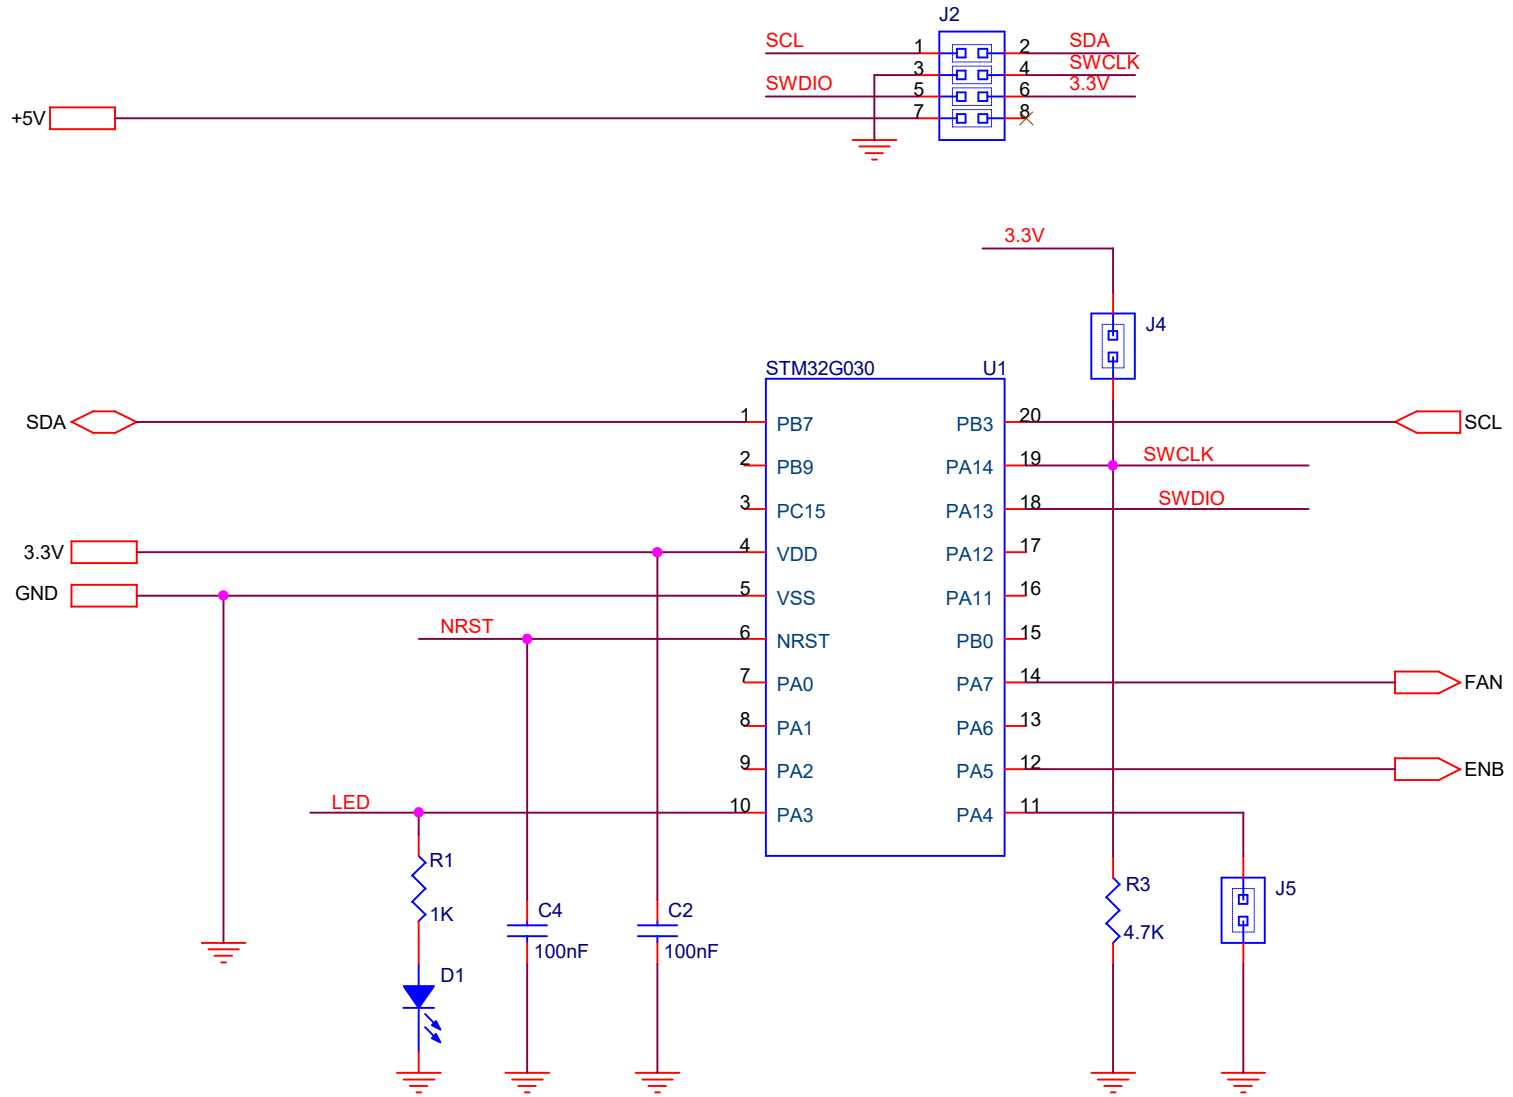 J2
SCL 1 2 SDA
3 4 SWCLK
SWDIO 5 6 3.3V
+5V 7 8
3.3V
J4
STM32G030 U1
SDA 1 PB7 PB3 20 SCL
2 PB9 PA14 19 SWCLK
3 PC15 PA13 18 SWDIO
3.3V 4 VDD PA12 17
GND 5 VSS PA11 16
NRST 6 NRST PB0 15
7 PA0 PA7 14 FAN
8 PA1 PA6 13
9 PA2 PA5 12 ENB
LED 10 PA3 PA4 11
R1
1K
C4
100nF
C2
100nF
R3
4.7K
J5
D1